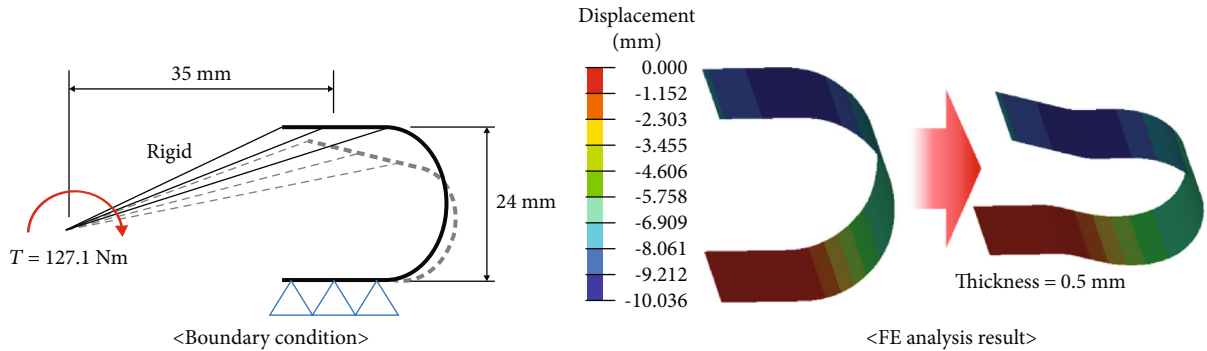 35 mm
Rigid
24 mm
T = 127.1 Nm
<Boundary condition>
Displacement
(mm)
0.000
-1.152
-2.303
-3.455
-4.606
-5.758
-6.909
-8.061
-9.212
-10.036
Thickness = 0.5 mm
<FE analysis result>